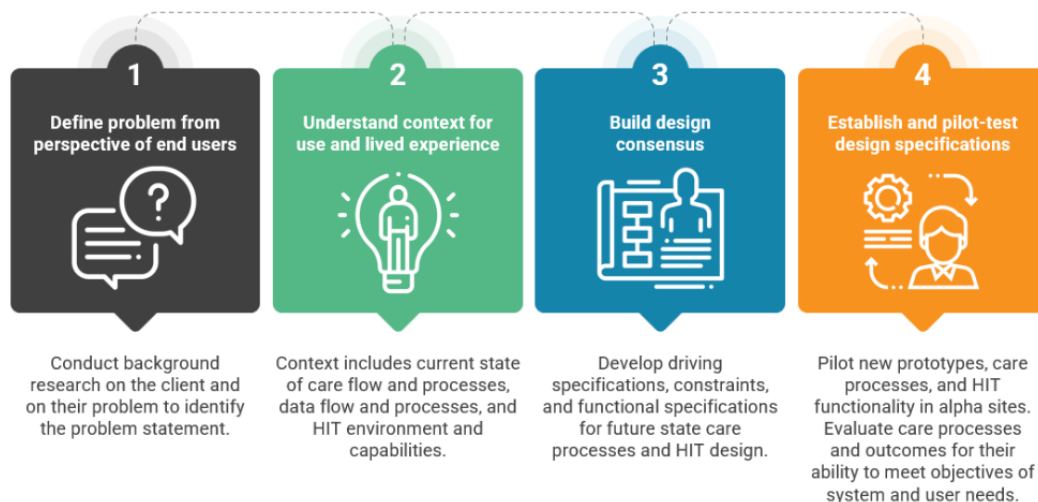 1
Define problem from
perspective of end users
?
Conduct background
research on the client and
on their problem to identify
the problem statement.
2
Understand context for
use and lived experience
Context includes current state
of care flow and processes,
data flow and processes, and
HIT environment and
capabilities.
3
Build design
consensus
Develop driving
specifications, constraints,
and functional specifications
for future state care
processes and HIT design.
4
Establish and pilot-test
design specifications
Pilot new prototypes, care
processes, and HIT
functionality in alpha sites.
Evaluate care processes
and outcomes for their
ability to meet objectives of
system and user needs.